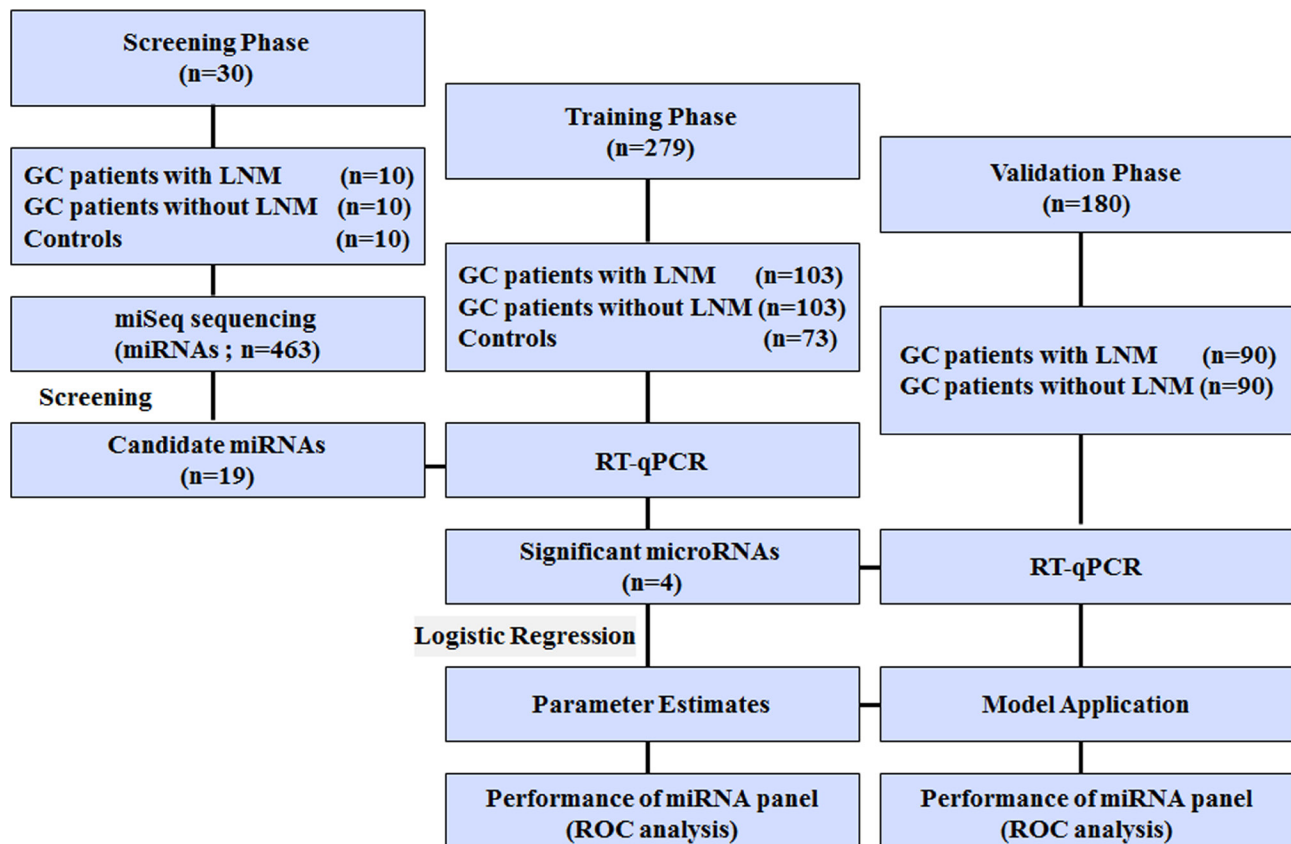 Screening Phase
(n=30)
GC patients with LNM (n=10)
GC patients without LNM (n=10)
Controls (n=10)
miSeq sequencing
(miRNAs ; n=463)
Screening
Candidate miRNAs
(n=19)
Training Phase
(n=279)
GC patients with LNM (n=103)
GC patients without LNM (n=103)
Controls (n=73)
RT-qPCR
Significant microRNAs
(n=4)
Logistic Regression
Parameter Estimates
Performance of miRNA panel
(ROC analysis)
Validation Phase
(n=180)
GC patients with LNM (n=90)
GC patients without LNM (n=90)
RT-qPCR
Model Application
Performance of miRNA panel
(ROC analysis)